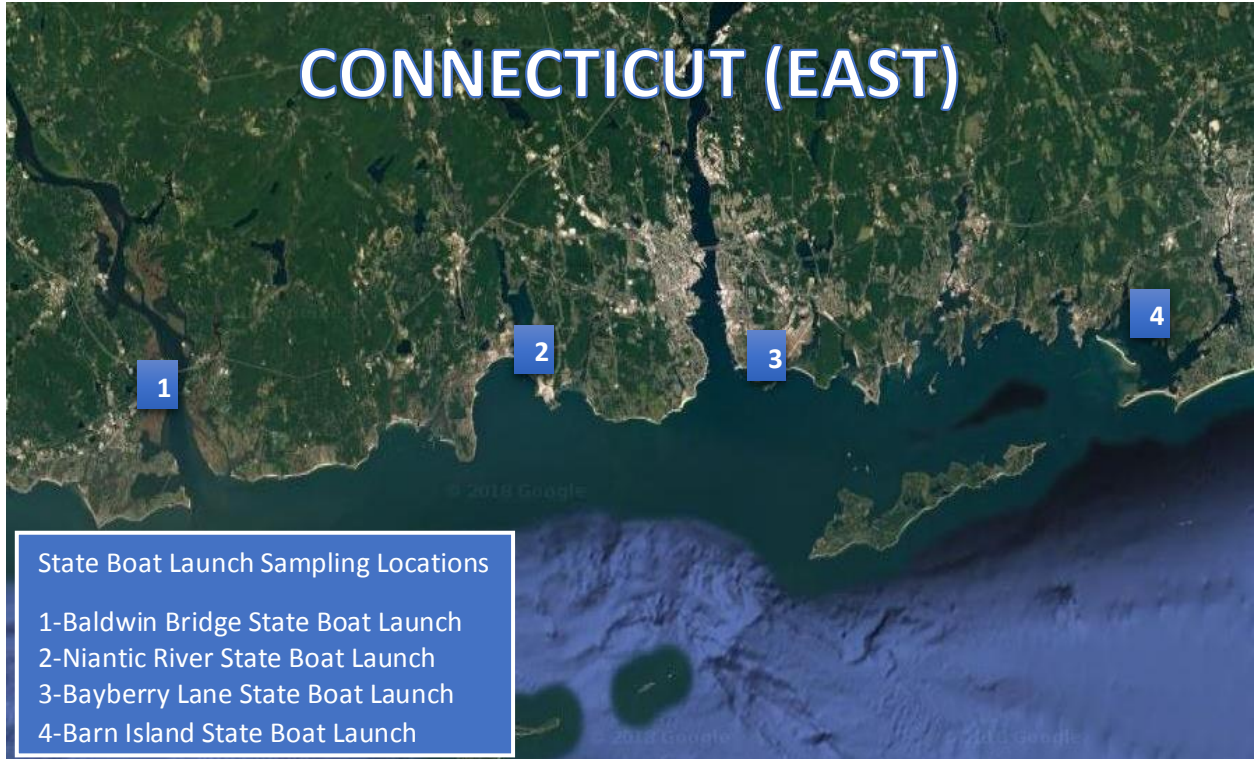 CONNECTICUT (EAST)
4
2
3
1
© 2018 Google
State Boat Launch Sampling Locations
1-Baldwin Bridge State Boat Launch
2-Niantic River State Boat Launch
3-Bayberry Lane State Boat Launch
4-Barn Island State Boat Launch
© 2018 Google
© 2018 Google